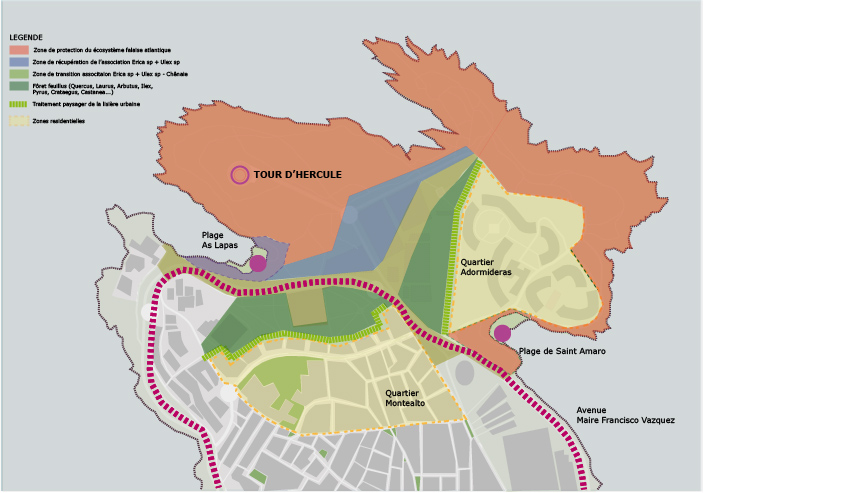 LEGENDE
Zone de protection du écosystème falaise atlantique
Zone de récupération de l'association Erica sp + Ulex sp
Zone de transition associtaion Erica sp + Ulex sp - Chênaie
Fôret feuillus (Quercus, Laurus, Arbutus, Ilex,
Pyrus, Crataegus, Castanea...)
Traitement paysager de la lisière urbaine
Zones residentielles
TOUR D'HERCULE
Plage
As Lapas
Quartier
Adormideras
Plage de Saint Amaro
Quartier
Montealto
Avenue
Maire Francisco Vazquez